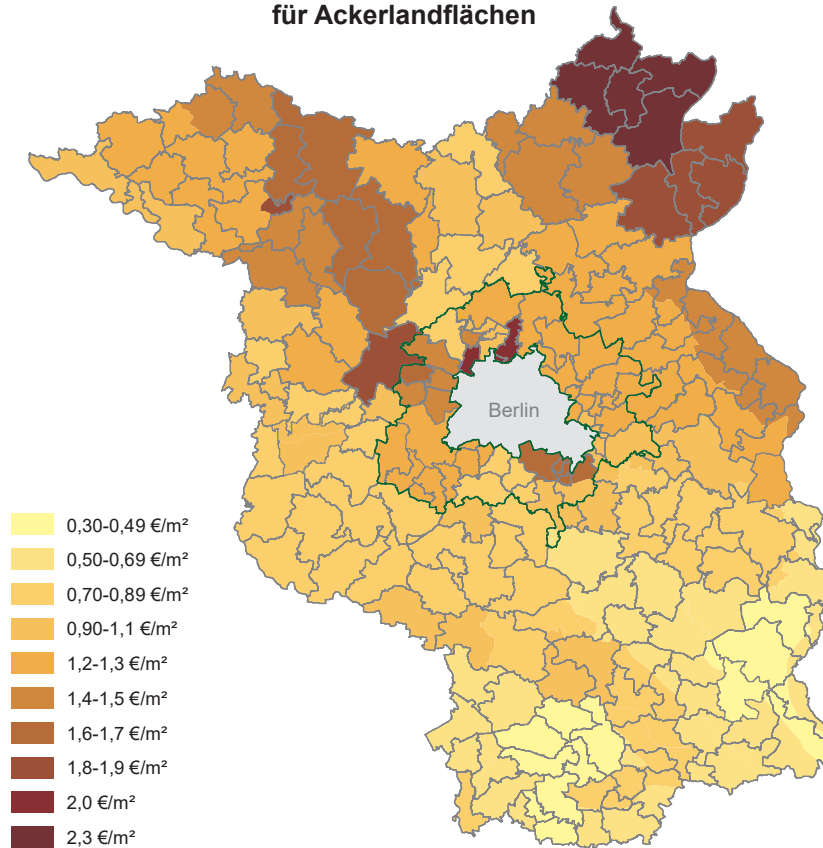 für Ackerlandflächen
Berlin
0,30-0,49 €/m²
0,50-0,69 €/m²
0,70-0,89 €/m²
0,90-1,1 €/m²
1,2-1,3 €/m²
1,4-1,5 €/m²
1,6-1,7 €/m²
1,8-1,9 €/m²
2,0 €/m²
2,3 €/m²